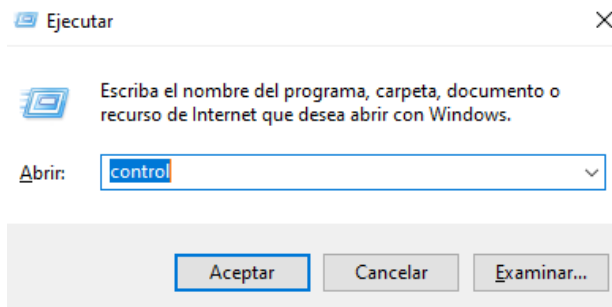 Ejecutar
Escriba el nombre del programa, carpeta, documento o
recurso de Internet que desea abrir con Windows.
Abrir: control
Aceptar Cancelar Examinar...